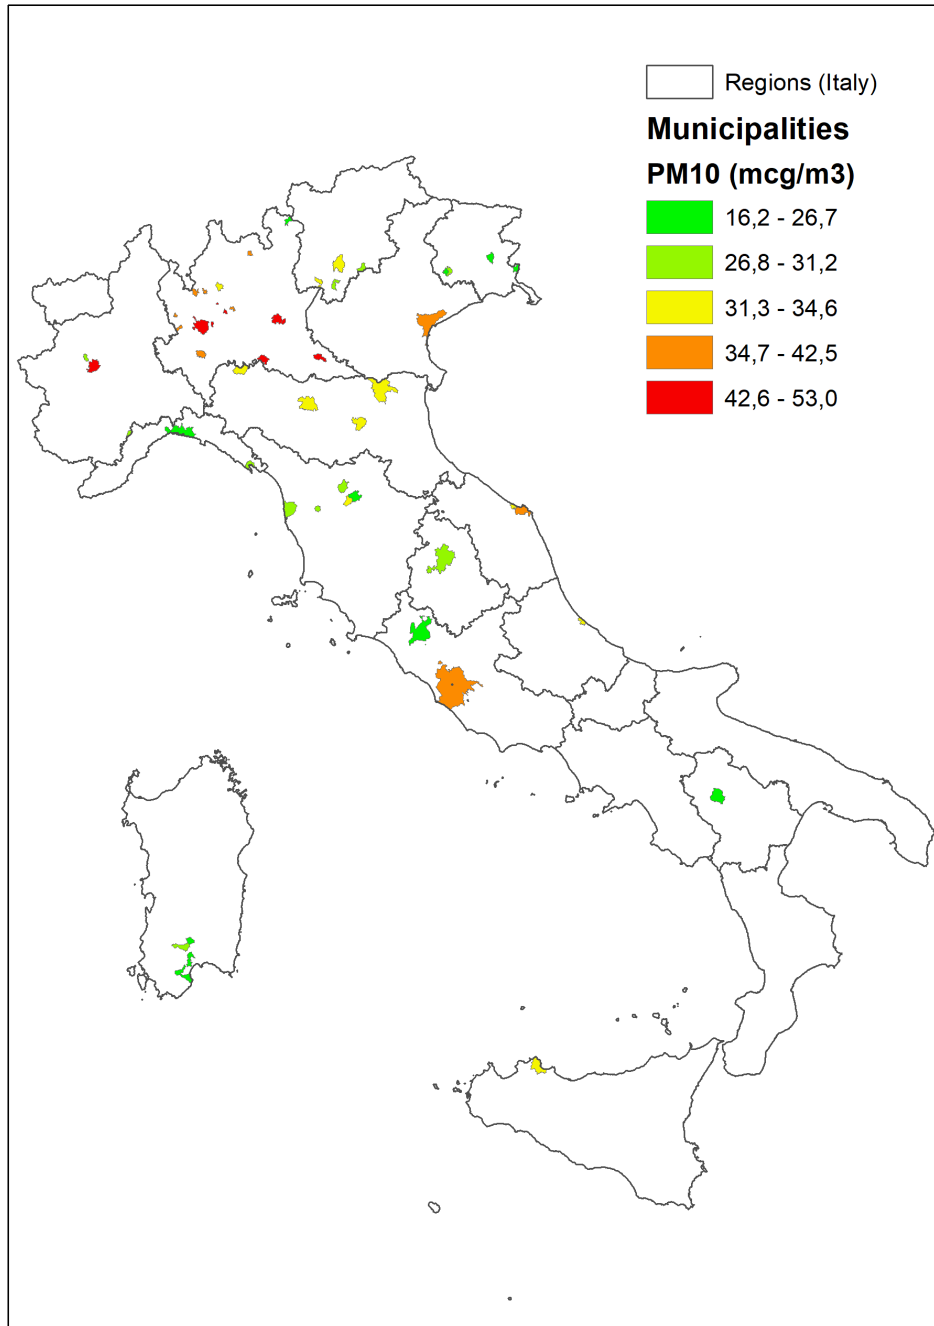 Regions (Italy)
Municipalities
PM10 (mcg/m3)
16,2 - 26,7
26,8 - 31,2
31,3 - 34,6
34,7 - 42,5
42,6 - 53,0